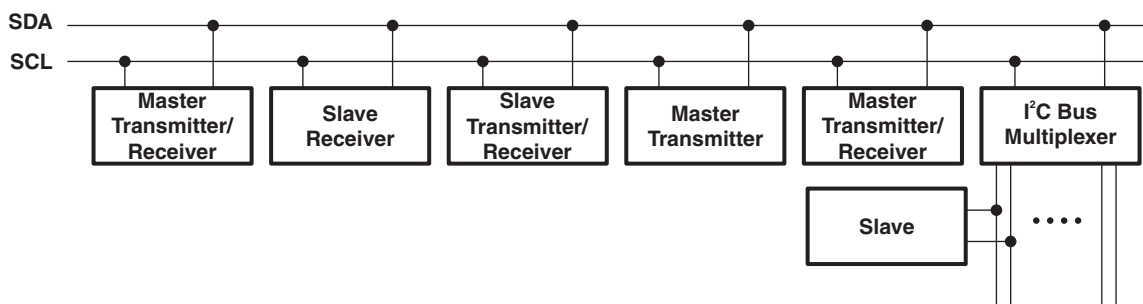 SDA
SCL
Master
Transmitter/
Receiver
Slave
Receiver
Slave
Transmitter/
Receiver
Master
Transmitter
Master
Transmitter/
Receiver
I²C Bus
Multiplexer
Slave